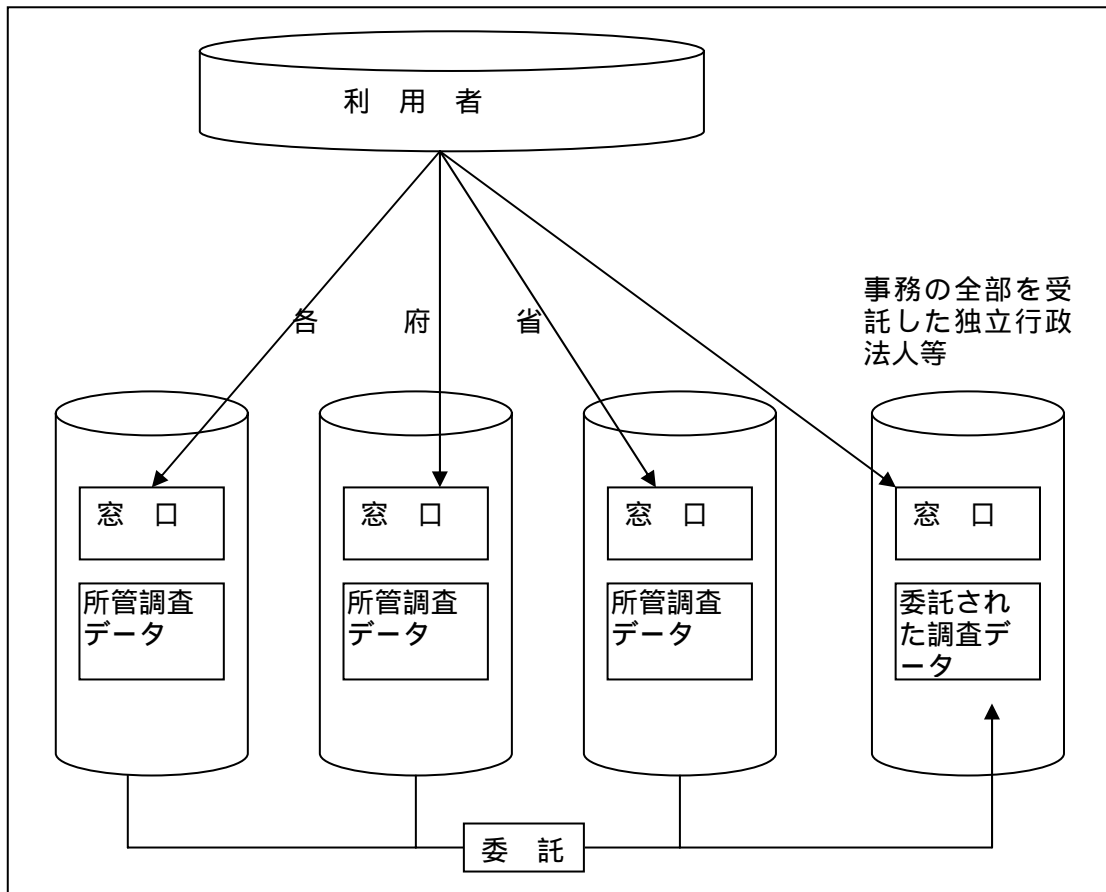 利　用　者
事務の全部を受
託した独立行政
法人等
各　府　省
窓　口
所管調査
データ
窓　口
所管調査
データ
窓　口
所管調査
データ
窓　口
委託され
た調査デ
ータ
委　託